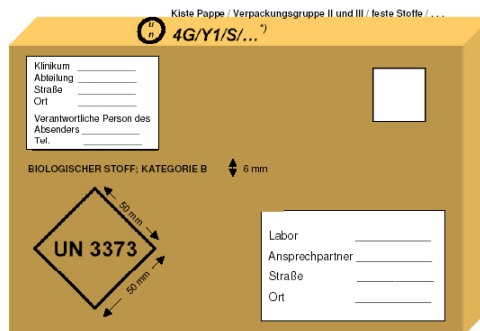 Kiste Pappe / Verpackungsgruppe II und III / feste Stoffe / . . .
u
n
4G/Y1/S/...*)
Klinikum
Abteilung
Straße
Ort
Verantwortliche Person des
Absenders
Tel.
BIOLOGISCHER STOFF; KATEGORIE B
6 mm
50 mm
UN 3373
50 mm
Labor
Ansprechpartner
Straße
Ort